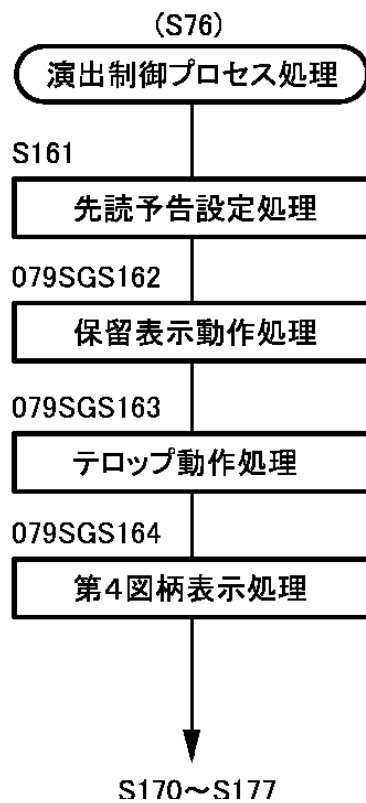 (S76)
演出制御プロセス処理
S161
先読予告設定処理
079SGS162
保留表示動作処理
079SGS163
テロップ動作処理
079SGS164
第4図柄表示処理
S170～S177